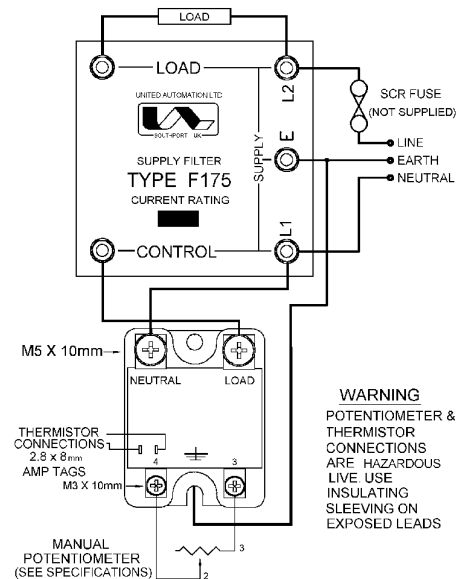 LOAD
LOAD
L2
UNITED AUTOMATION LTD
SOUTHPORT UK
SCR FUSE
(NOT SUPPLIED)
SUPPLY
E
LINE
EARTH
NEUTRAL
SUPPLY FILTER
TYPE F175
CURRENT RATING
L1
CONTROL
M5 X 10mm
NEUTRAL
LOAD
THERMISTOR
CONNECTIONS
2.8 x 8mm
AMP TAGS
M3 X 10mm
4
3
MANUAL
POTENTIOMETER
(SEE SPECIFICATIONS)
3
2
WARNING
POTENTIOMETER &
THERMISTOR
CONNECTIONS
ARE HAZARDOUS
LIVE. USE
INSULATING
SLEEVING ON
EXPOSED LEADS